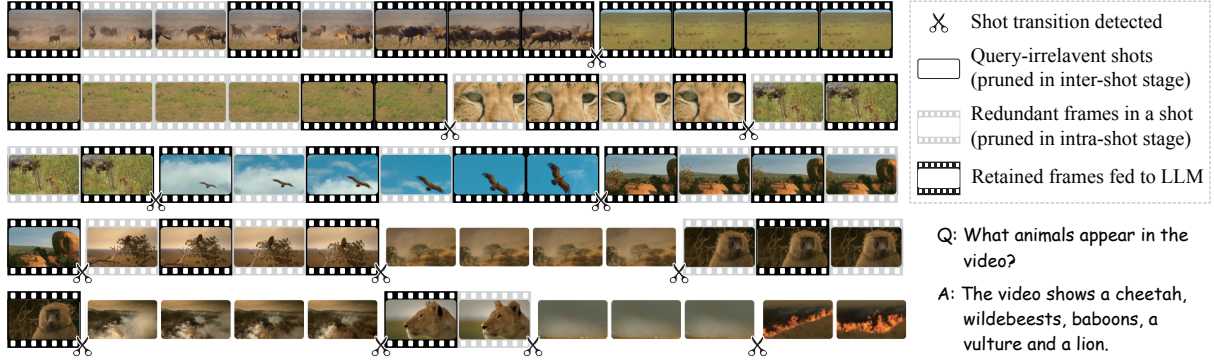 Shot transition detected
Query-irrelavent shots
(pruned in inter-shot stage)
Redundant frames in a shot
(pruned in intra-shot stage)
Retained frames fed to LLM
Q: What animals appear in the
video?
A: The video shows a cheetah,
wildebeests, baboons, a
vulture and a lion.